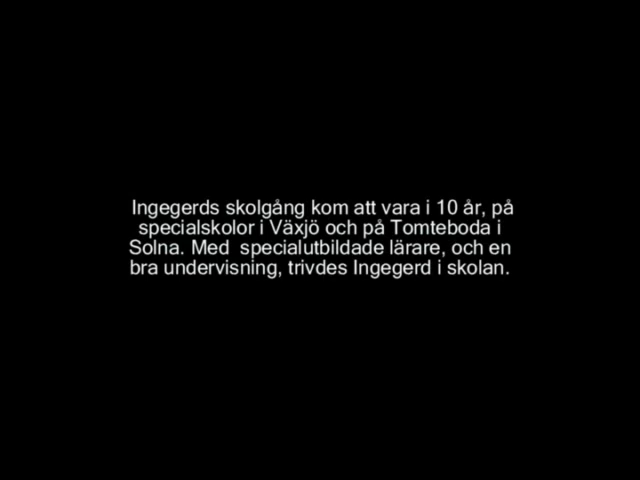 Ingegerds skolgång kom att vara i 10 år, på
specialskolor i Växjö och på Tomteboda i
Solna. Med  specialutbildade lärare, och en
bra undervisning, trivdes Ingegerd i skolan.